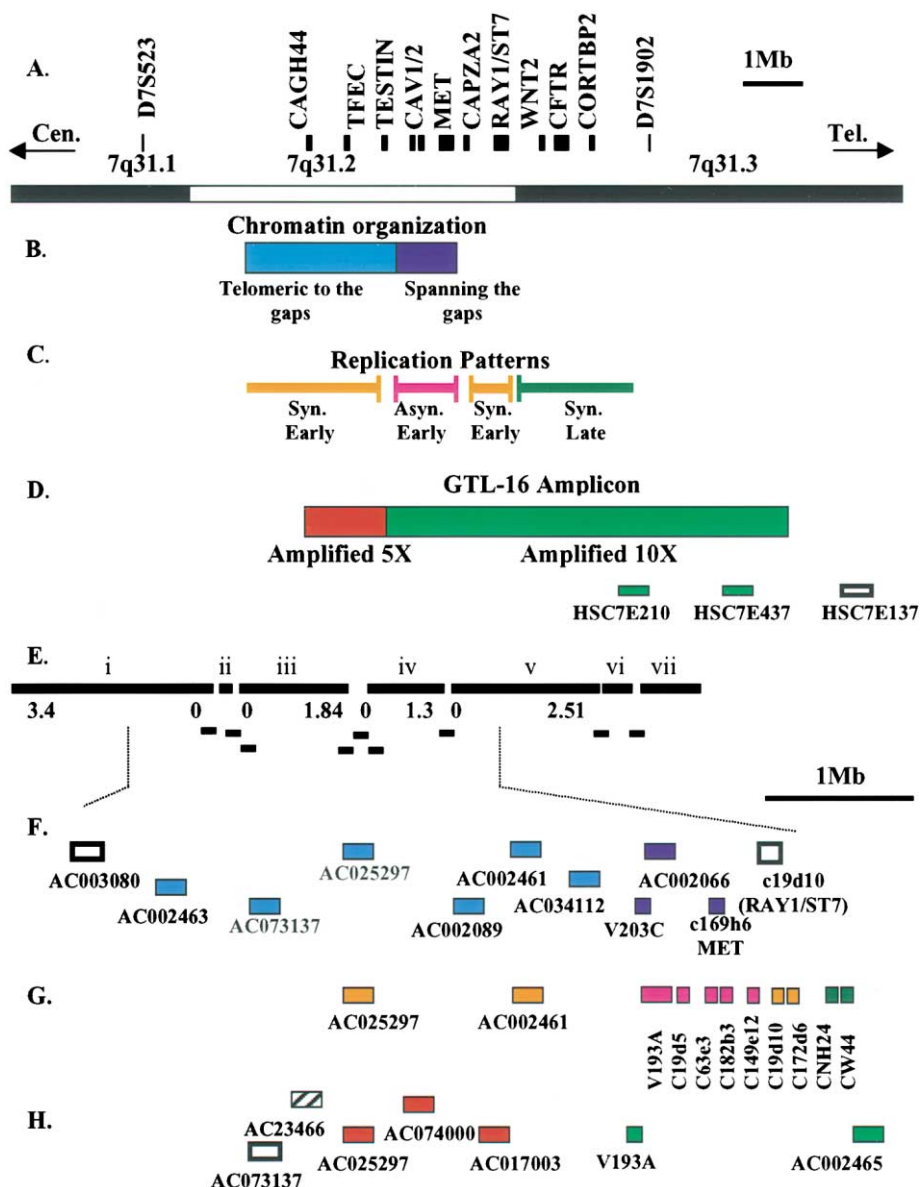 A.
D7S523
CAGH44
TFEC
TESTIN
CAV1/2
MET
CAPZA2
RAY1/ST7
WNT2
CFTR
CORTBP2
D7S1902
1Mb
Cen.
Tel.
7q31.1
7q31.2
7q31.3
Chromatin organization
B.
Telomeric to the
gaps
Spanning the
gaps
C.
Replication Patterns
Syn.
Early
Asyn.
Early
Syn.
Early
Syn.
Late
D.
GTL-16 Amplicon
Amplified 5X
Amplified 10X
HSC7E210
HSC7E437
HSC7E137
E.
i
ii
iii
iv
v
vi
vii
3.4
0
0
1.84
0
1.3
0
2.51
1Mb
F.
AC003080
AC002463
AC073137
AC025297
AC002461
AC034112
AC002089
AC002066
V203C
c169h6
MET
c19d10
(RAY1/ST7)
G.
AC025297
AC002461
V193A
C19d5
C63e3
C182b3
C149e12
C19d10
C172d6
CNH24
CW44
H.
AC23466
AC073137
AC025297
AC074000
AC017003
V193A
AC002465